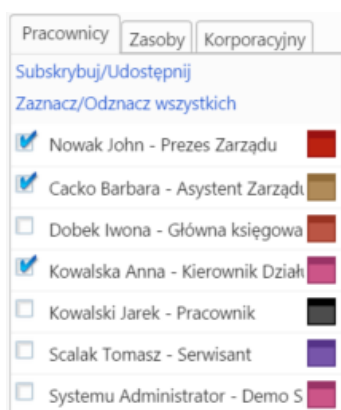 Pracownicy Zasoby Korporacyjny
Subskrybuj/Udostępnij
Zaznacz/Odznacz wszystkich
Nowak John - Prezes Zarządu
Cacko Barbara - Asystent Zarządu
Dobek Iwona - Główna księgowa
Kowalska Anna - Kierownik Działu
Kowalski Jarek - Pracownik
Scalak Tomasz - Serwisant
Systemu Administrator - Demo S